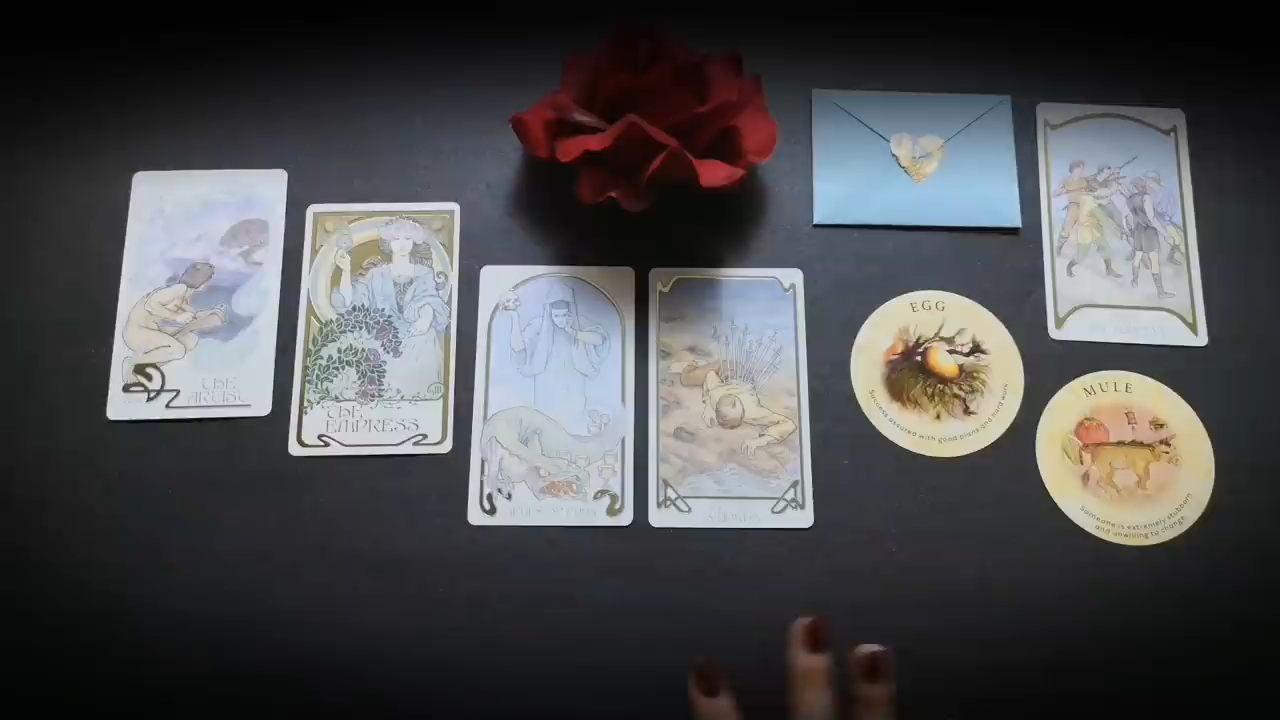 THE
ARTIST
THE
EMPRESS
III
EGG
Success assured with good plans and hard work
MULE
Someone is extremely stubborn
and unwilling to change